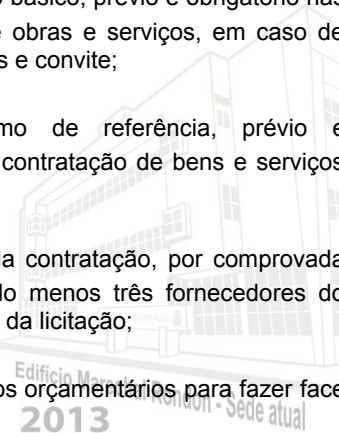 básico, prévio e obrigatório nas
obras e serviços, em caso de
s e convite;
mo de referência, prévio e
contratação de bens e serviços
da contratação, por comprovada
menos três fornecedores do
da licitação;
os orçamentários para fazer face
Edifício Marechal Rondon - Sede atual
2013